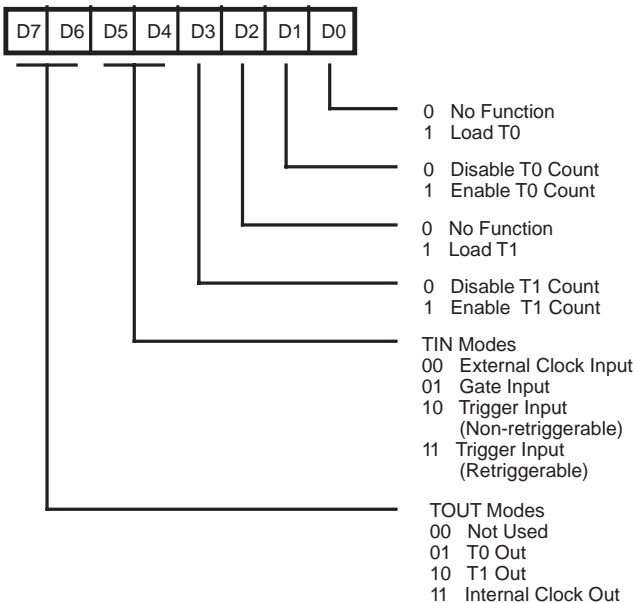 D7 D6 D5 D4 D3 D2 D1 D0
0 No Function
1 Load T0
0 Disable T0 Count
1 Enable T0 Count
0 No Function
1 Load T1
0 Disable T1 Count
1 Enable T1 Count
TIN Modes
00 External Clock Input
01 Gate Input
10 Trigger Input
(Non-retriggerable)
11 Trigger Input
(Retriggerable)
TOUT Modes
00 Not Used
01 T0 Out
10 T1 Out
11 Internal Clock Out